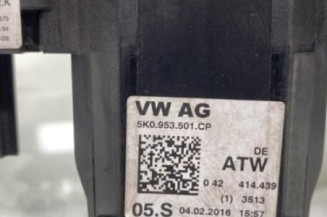 VW AG
5K0.953.501.CP
DE
ATW
0 42 414.439
(1) 3513
05.S 04.02.2016 15:57